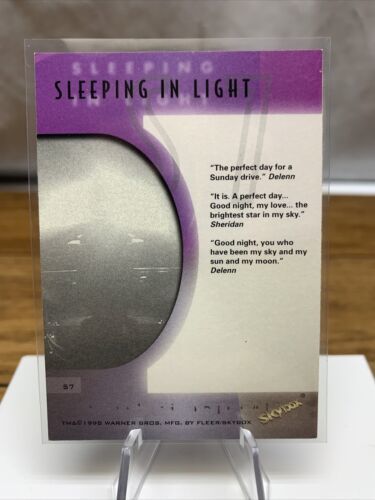 SLEEPING
IN LIGHT
SLEEPING IN LIGHT
“The perfect day for a
Sunday drive.” Delenn
“It is. A perfect day...
Good night, my love... the
brightest star in my sky.”
Sheridan
“Good night, you who
have been my sky and my
sun and my moon.”
Delenn
57
SKYBOX®
TM&©1998 WARNER BROS. MFG. BY FLEER/SKYBOX